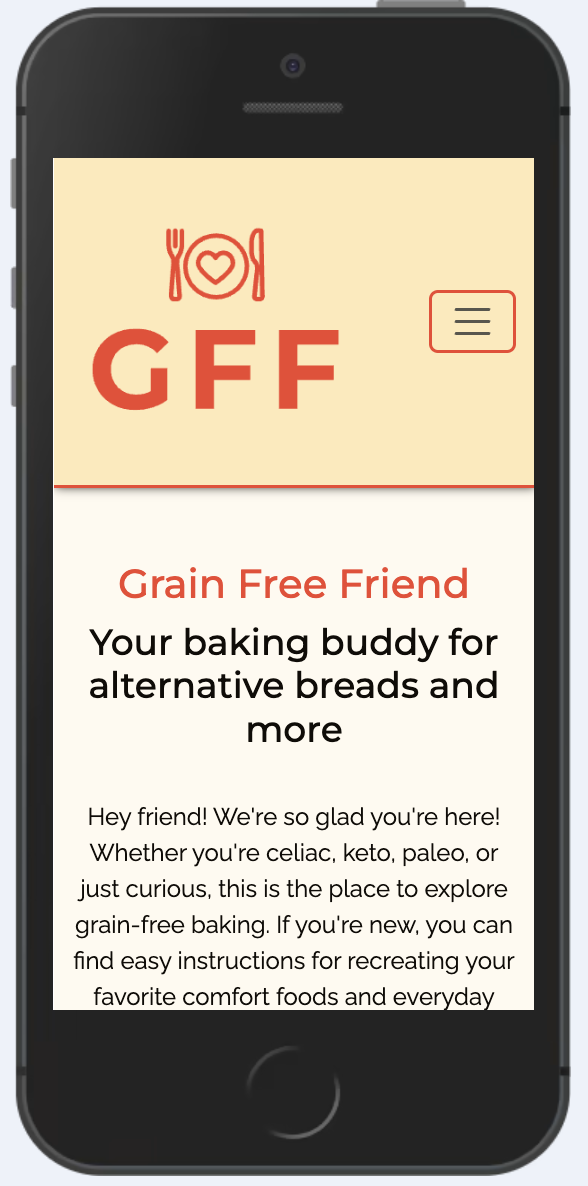 GFF
Grain Free Friend
Your baking buddy for
alternative breads and
more
Hey friend! We're so glad you're here!
Whether you're celiac, keto, paleo, or
just curious, this is the place to explore
grain-free baking. If you're new, you can
find easy instructions for recreating your
favorite comfort foods and everyday